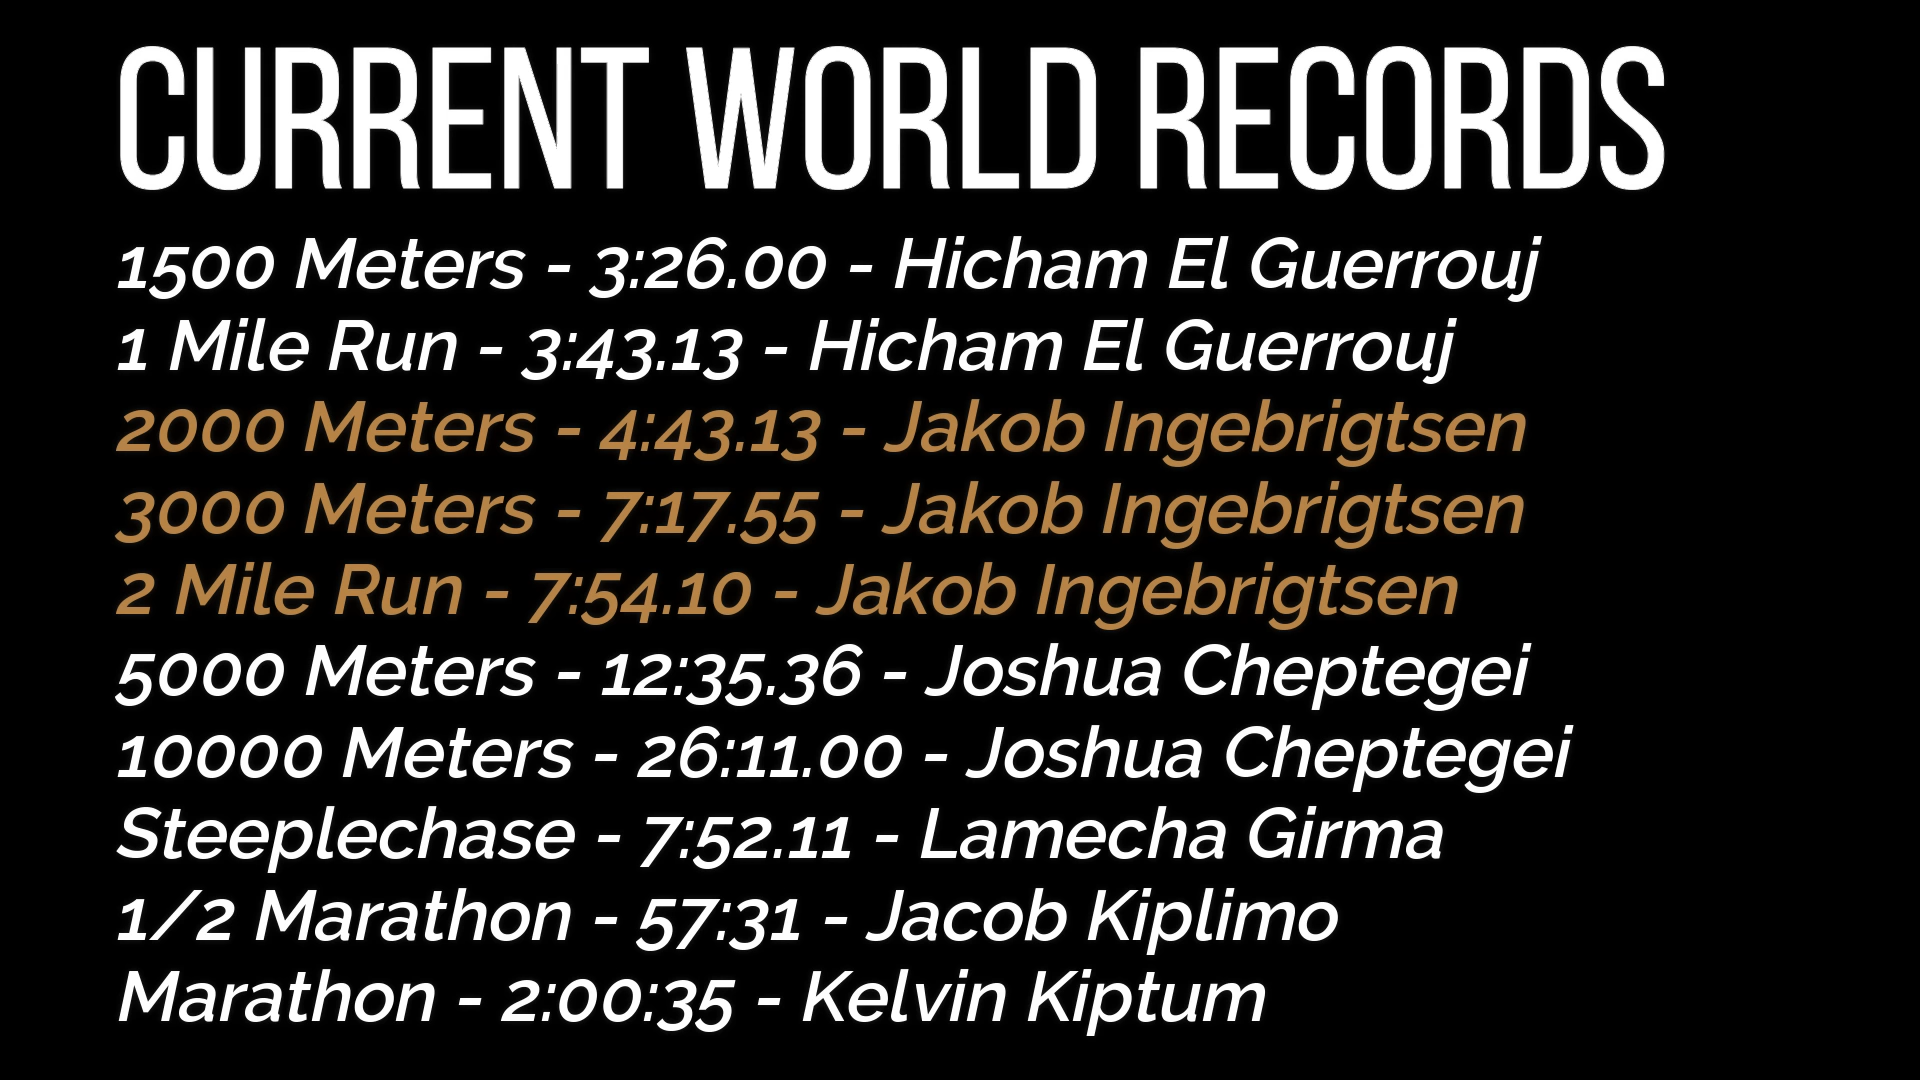 CURRENT WORLD RECORDS
1500 Meters - 3:26.00 - Hicham El Guerrouj
1 Mile Run - 3:43.13 - Hicham El Guerrouj
2000 Meters - 4:43.13 - Jakob Ingebrigtsen
3000 Meters - 7:17.55 - Jakob Ingebrigtsen
2 Mile Run - 7:54.10 - Jakob Ingebrigtsen
5000 Meters - 12:35.36 - Joshua Cheptegei
10000 Meters - 26:11.00 - Joshua Cheptegei
Steeplechase - 7:52.11 - Lamecha Girma
1/2 Marathon - 57:31 - Jacob Kiplimo
Marathon - 2:00:35 - Kelvin Kiptum